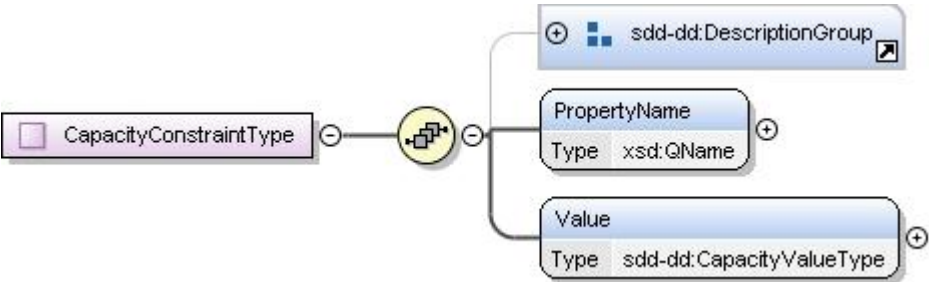 sdd-dd:DescriptionGroup
CapacityConstraintType
PropertyName
Type xsd:QName
Value
Type sdd-dd:CapacityValueType